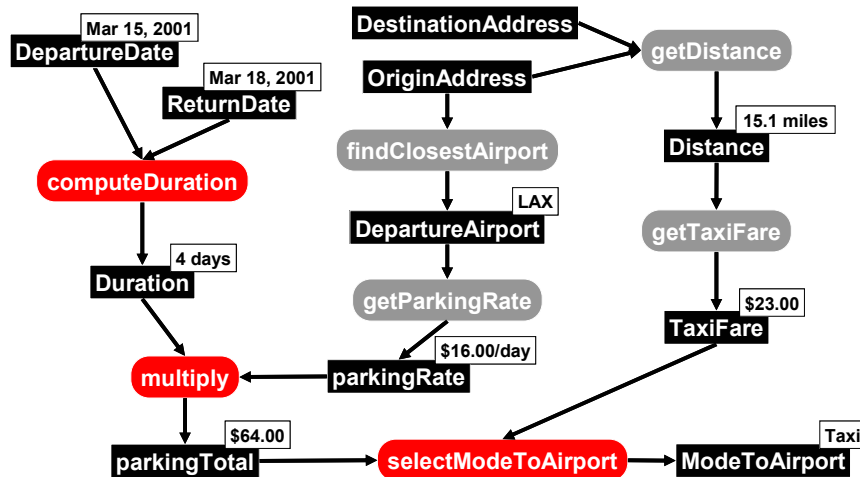 DestinationAddress
Mar 15, 2001
DepartureDate
getDistance
OriginAddress
Mar 18, 2001
ReturnDate
15.1 miles
Distance
findClosestAirport
computeDuration
LAX
DepartureAirport
getTaxiFare
4 days
Duration
getParkingRate
$23.00
TaxiFare
$16.00/day
parkingRate
multiply
$64.00
parkingTotal
selectModeToAirport
Taxi
ModeToAirport